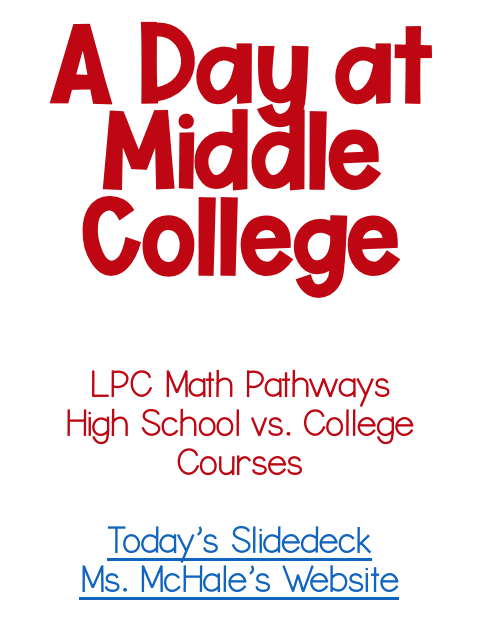 A Day at
Middle
College
LPC Math Pathways
High School vs. College
Courses
Today's Slidedeck
Ms. McHale's Website